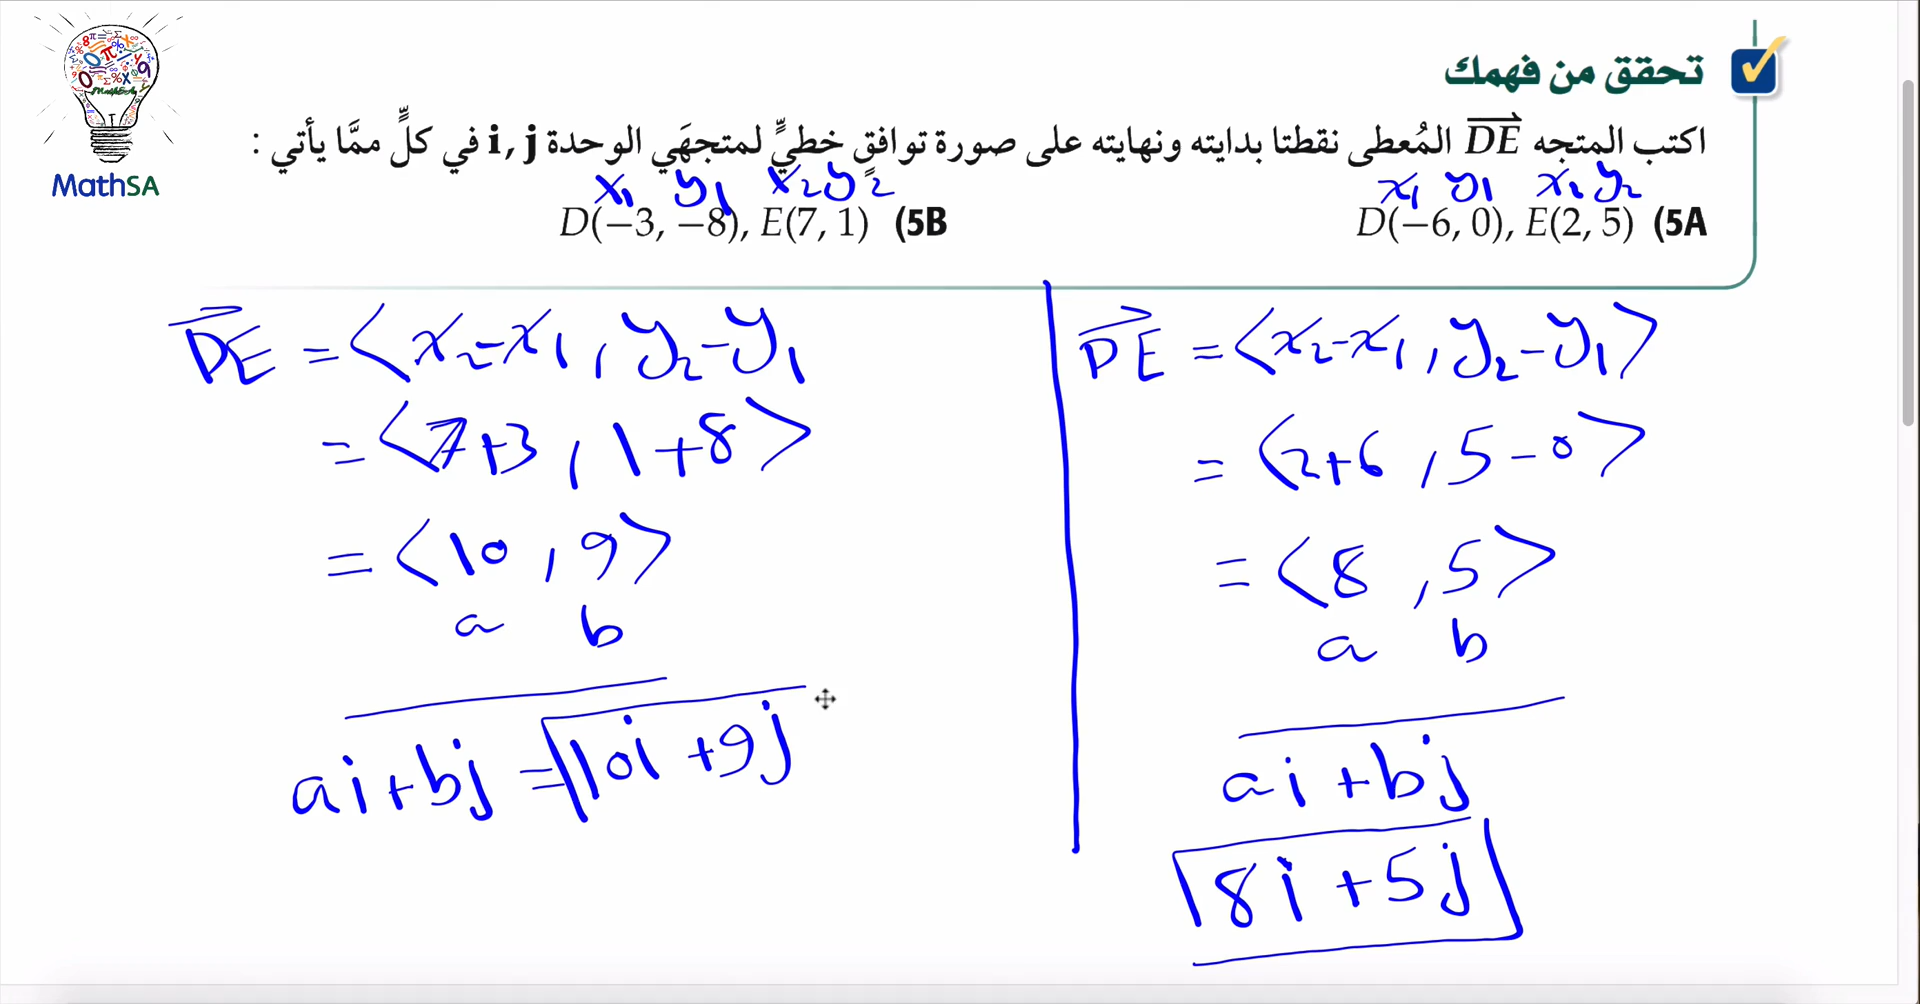 MathSA
تحقق من فهمك
اكتب المتجه DE المُعطى نقطتا بدايته ونهايته على صورة توافقٍ خطيٍّ لمتجهَي الوحدة i, j في كلٍّ ممَّا يأتي :
x₁ y₁ x₂ y₂
(5A D(−6, 0), E(2, 5)
x₁ y₁ x₂ y₂
(5B D(−3, −8), E(7, 1)
DE = ⟨x₂-x₁, y₂-y₁⟩
= ⟨2+6, 5-0⟩
= ⟨8, 5⟩
a b
ai+bj
8i+5j
DE = ⟨x₂-x₁, y₂-y₁
= ⟨7+3, 1+8⟩
= ⟨10, 9⟩
a b
ai+bj = 10i+9j